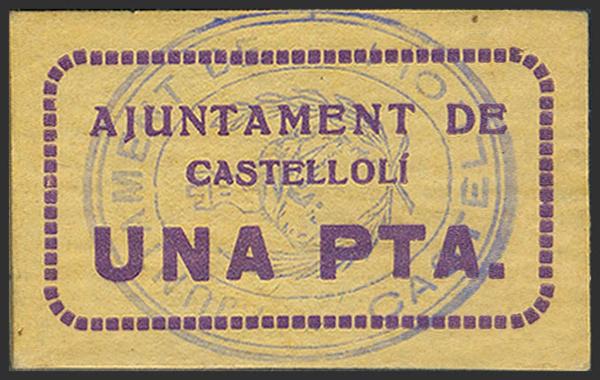 AJUNTAMENT DE
CASTELLOLÍ
UNA PTA.